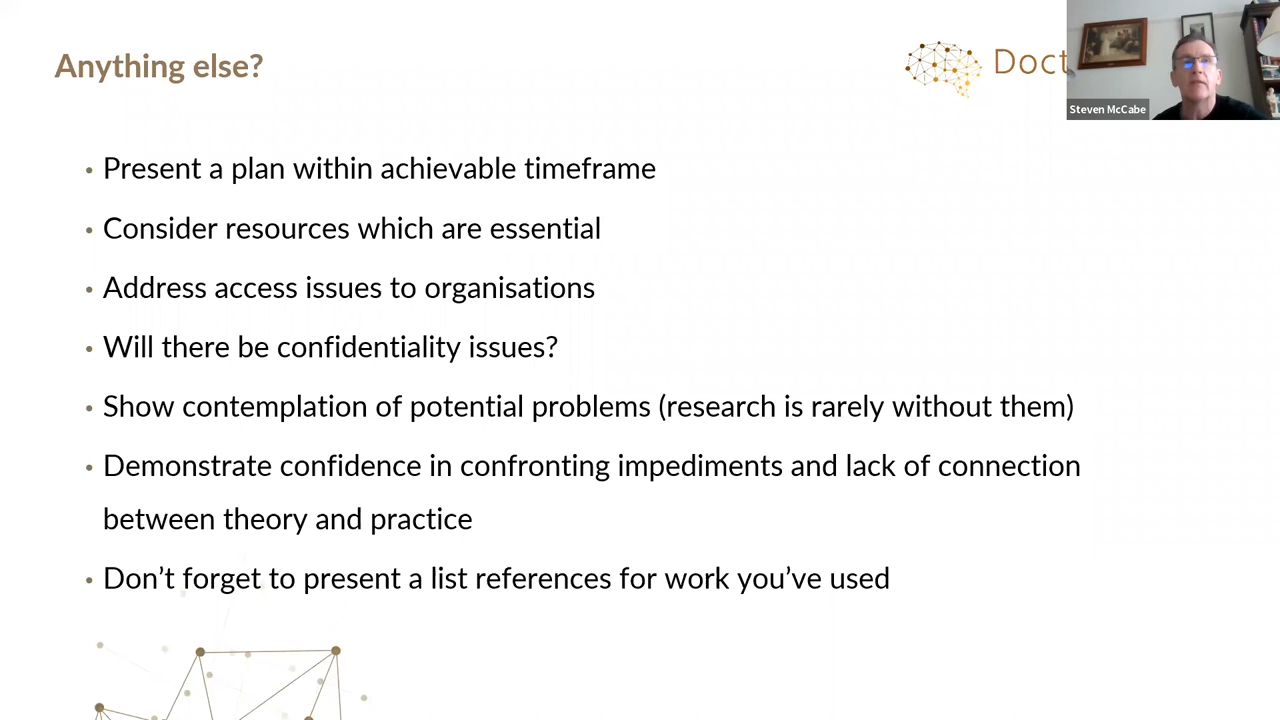 Anything else?
Doct
Steven McCabe
• Present a plan within achievable timeframe
• Consider resources which are essential
• Address access issues to organisations
• Will there be confidentiality issues?
• Show contemplation of potential problems (research is rarely without them)
• Demonstrate confidence in confronting impediments and lack of connection
between theory and practice
• Don’t forget to present a list references for work you’ve used